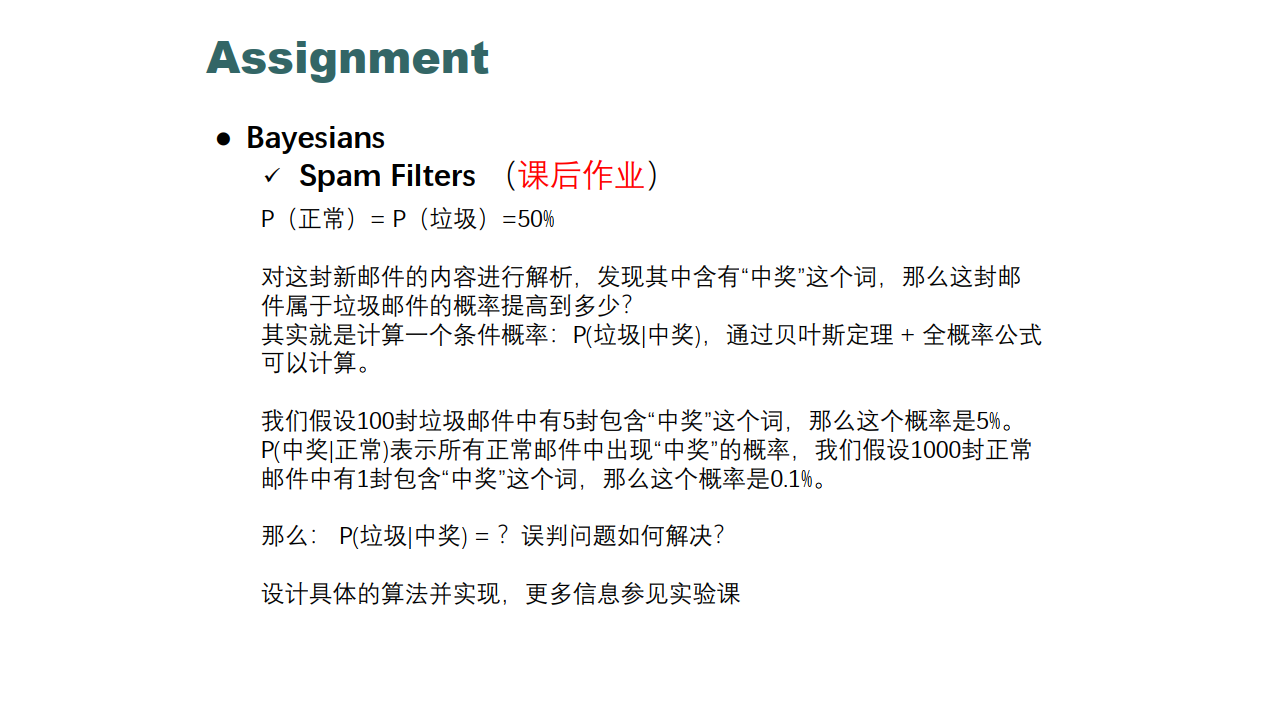 Assignment
● Bayesians
✓ Spam Filters （课后作业）
P（正常）= P（垃圾）=50%
对这封新邮件的内容进行解析，发现其中含有“中奖”这个词，那么这封邮
件属于垃圾邮件的概率提高到多少？
其实就是计算一个条件概率：P(垃圾|中奖)，通过贝叶斯定理 + 全概率公式
可以计算。
我们假设100封垃圾邮件中有5封包含“中奖”这个词，那么这个概率是5%。
P(中奖|正常)表示所有正常邮件中出现“中奖”的概率，我们假设1000封正常
邮件中有1封包含“中奖”这个词，那么这个概率是0.1%。
那么： P(垃圾|中奖) = ？误判问题如何解决？
设计具体的算法并实现，更多信息参见实验课